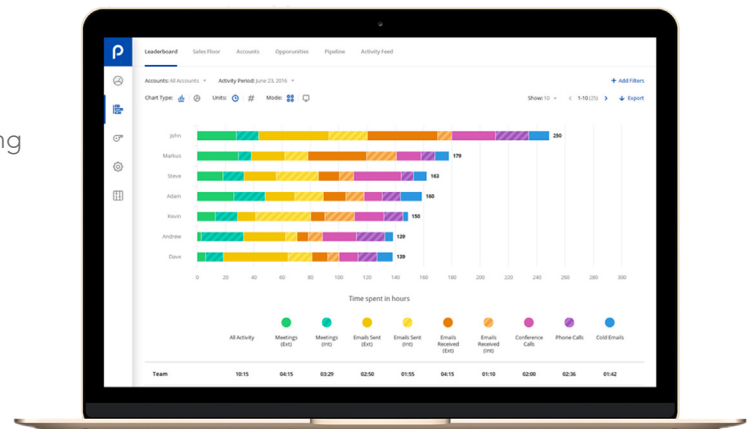 ng
Leaderboard Sales Floor Accounts Opporunities Pipeline Activity Feed
Accounts: All Accounts Activity Period: June 23, 2016 + Add Filters
Chart Type: Units: # Mode: Show: 10 < 1-10 (25) > Export
John 250
Markus 179
Steve 163
Adam 160
Kevin 150
Andrew 139
Dave 139
0 20 40 60 80 100 120 140 160 180 200 220 240 260 280 300
Time spent in hours
All Activity Meetings (Ext) Meetings (Int) Emails Sent (Ext) Emails Sent (Int) Emails Received (Ext) Emails Received (Int) Conference Calls Phone Calls Cold Emails
Team 10:15 04:15 03:29 02:50 01:55 04:15 01:10 02:00 02:36 01:42